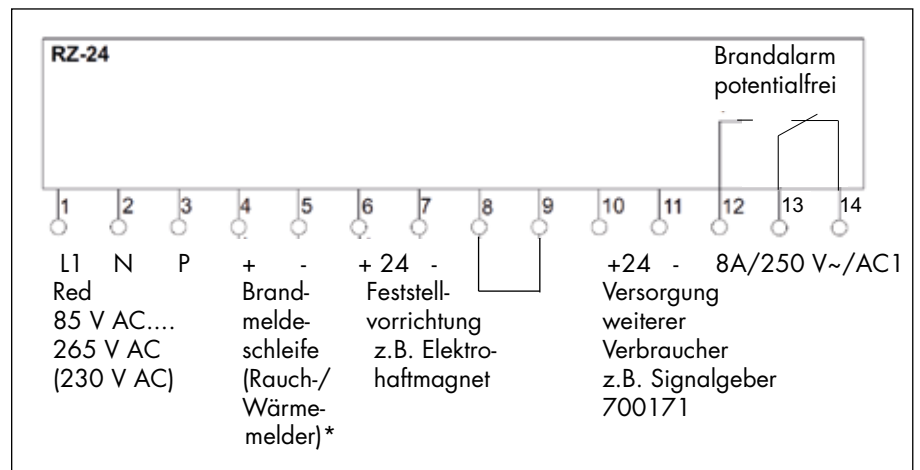 RZ-24
Brandalarm
potentialfrei
1 2 3 4 5 6 7 8 9 10 11 12 13 14
L1 N P + - + 24 - +24 - 8A/250 V~/AC1
Red
85 V AC....
265 V AC
(230 V AC)
Brand-
melde-
schleife
(Rauch-/
Wärme-
melder)*
Feststell-
vorrichtung
z.B. Elektro-
haftmagnet
Versorgung
weiterer
Verbraucher
z.B. Signalgeber
700171